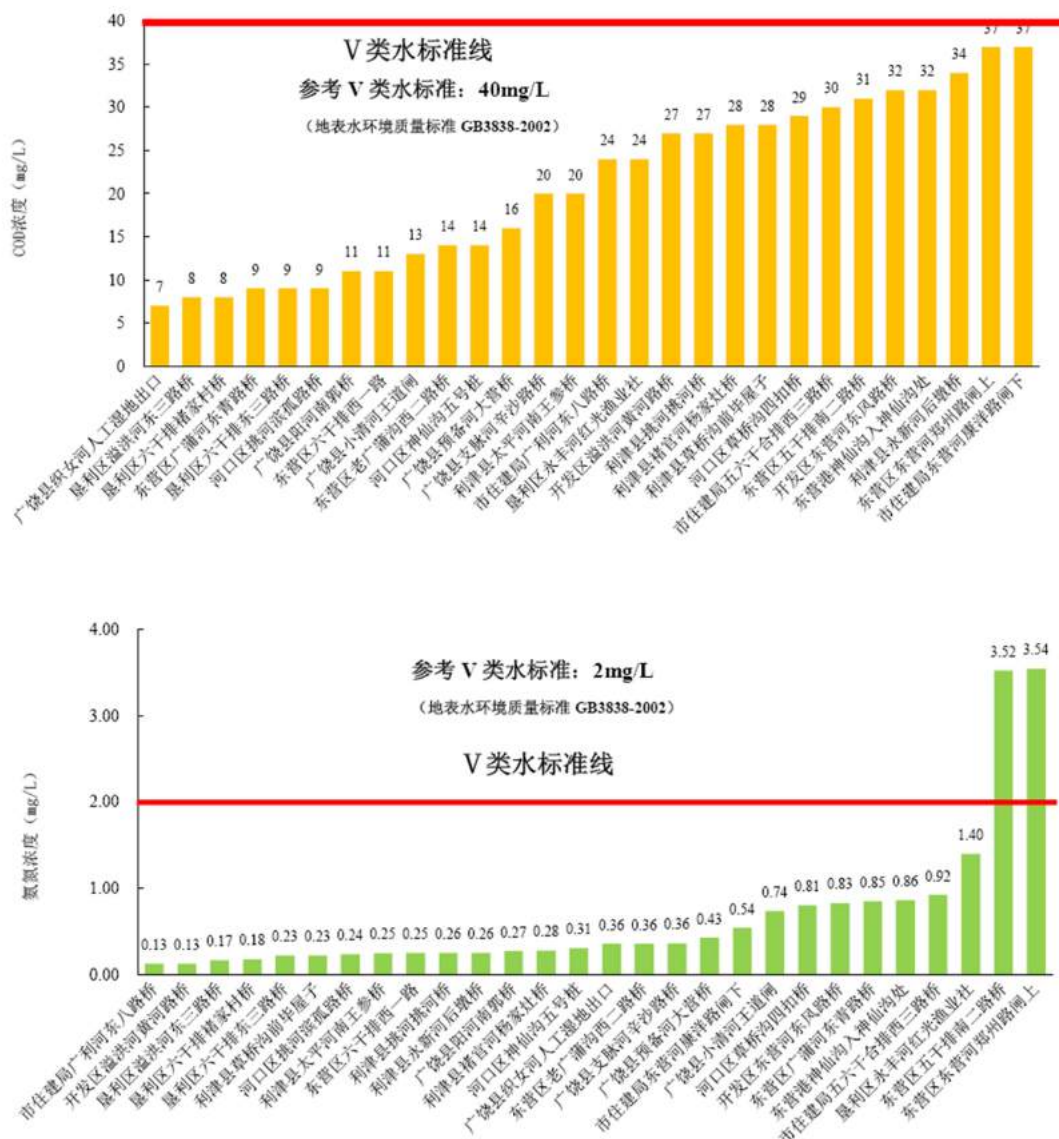 40
35
30
25
20
15
10
5
0
COD浓度（mg/L）
V类水标准线
参考 V 类水标准：40mg/L
（地表水环境质量标准 GB3838-2002）
7
8
8
9
9
9
11
11
13
14
14
16
20
20
24
24
27
27
28
28
29
30
31
32
32
34
37
37
广饶县织女河人工湿地出口
垦利区溢洪河东三路桥
垦利区六干排褚家村桥
东营区广蒲河东青路桥
垦利区六干排东三路桥
河口区挑河滨孤路桥
广饶县阳河南郭桥
东营区六干排西一路
广饶县小清河王道闸
东营区老广蒲沟西二路桥
河口区神仙沟五号桩
广饶县预备河大营桥
广饶县支脉河辛沙路桥
利津县太平河南王参桥
市住建局广利河东八路桥
垦利区永丰河红光渔业社
开发区溢洪河黄河路桥
利津县挑河桃河桥
利津县褚官河杨家灶桥
利津县草桥沟前毕屋子
河口区草桥沟四扣桥
市住建局五六干合排西三路桥
东营区五干排南二路桥
开发区东营河东风路桥
东营港神仙沟入神仙沟处
利津县永新河后墩桥
东营区东营河郑州路闸上
市住建局东营河康洋路闸下
4.00
3.00
2.00
1.00
0.00
氨氮浓度（mg/L）
参考 V 类水标准：2mg/L
（地表水环境质量标准 GB3838-2002）
V类水标准线
0.13
0.13
0.17
0.18
0.23
0.23
0.24
0.25
0.25
0.26
0.26
0.27
0.28
0.31
0.36
0.36
0.36
0.43
0.54
0.74
0.81
0.83
0.85
0.86
0.92
1.40
3.52
3.54
市住建局广利河东八路桥
开发区溢洪河黄河路桥
垦利区溢洪河东三路桥
垦利区六干排褚家村桥
垦利区六干排东三路桥
利津县草桥沟前毕屋子
河口区挑河滨孤路桥
利津县太平河南王参桥
东营区六干排西一路
利津县挑河桃河桥
利津县永新河后墩桥
广饶县阳河南郭桥
利津县褚官河杨家灶桥
河口区神仙沟五号桩
广饶县织女河人工湿地出口
东营区老广蒲沟西二路桥
广饶县支脉河辛沙路桥
广饶县预备河大营桥
市住建局东营河康洋路闸下
广饶县小清河王道闸
河口区草桥沟四扣桥
开发区东营河东风路桥
东营区广蒲河东青路桥
东营港神仙沟入神仙沟处
市住建局五六干合排西三路桥
垦利区永丰河红光渔业社
东营区五干排南二路桥
东营区东营河郑州路闸上